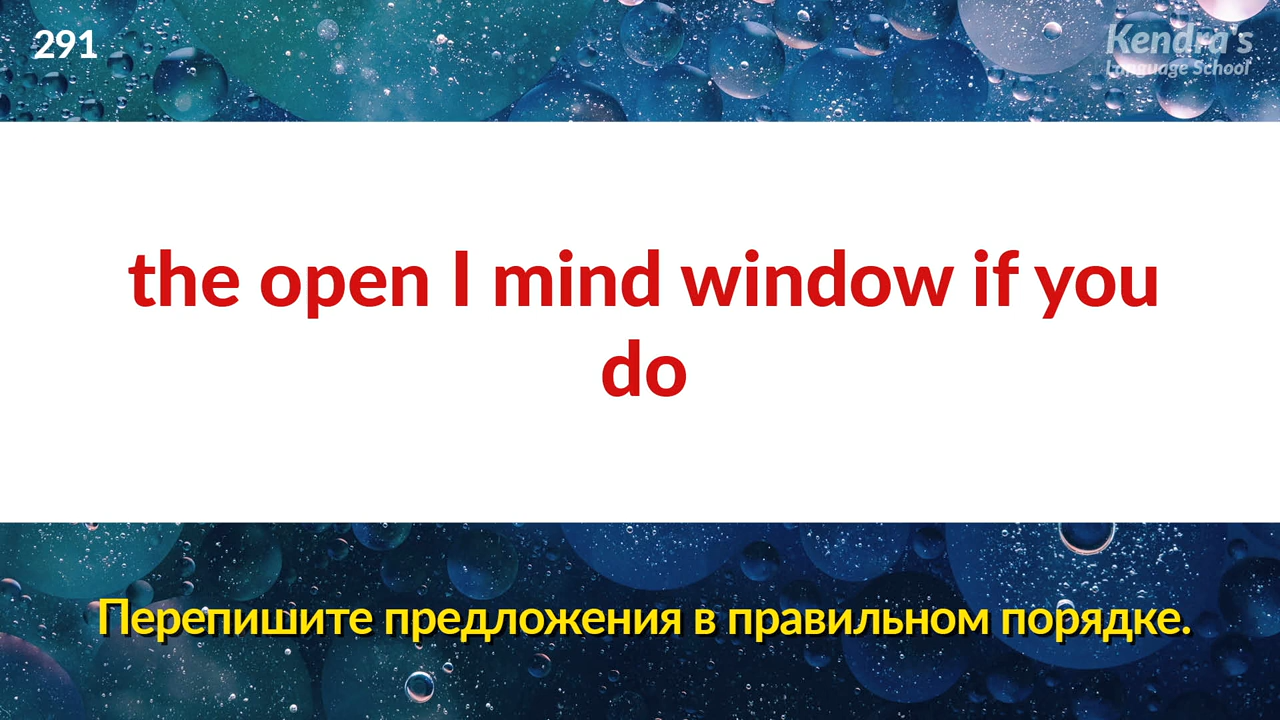 291
Kendra's
Language School
the open I mind window if you
do
Перепишите предложения в правильном порядке.